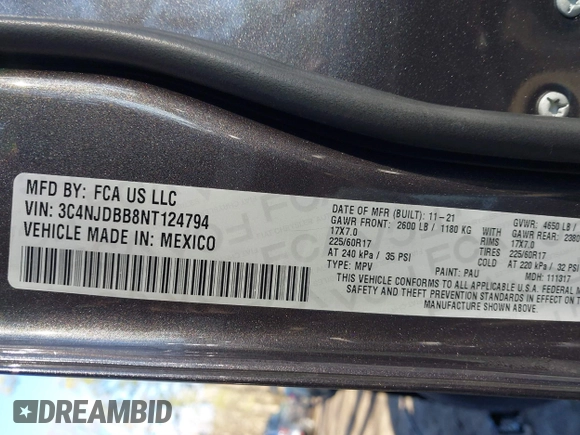 MFD BY: FCA US LLC
VIN: 3C4NJDBB8NT124794
VEHICLE MADE IN: MEXICO
DATE OF MFR (BUILT): 11-21 GVWR: 4650 LB /
GAWR FRONT: 2600 LB / 1180 KG WITH GAWR REAR:
17X7.0 RIMS 17X7.0
225/60R17 TIRES 225/60R17
AT 240 kPa / 35 PSI COLD AT 220 kPa / 32 PSI
TYPE: MPV PAINT: PAU MDH: 111317
THIS VEHICLE CONFORMS TO ALL APPLICABLE U.S.A. FEDERAL
SAFETY AND THEFT PREVENTION STANDARDS IN EFFECT ON
MANUFACTURE SHOWN ABOVE.
DREAMBID